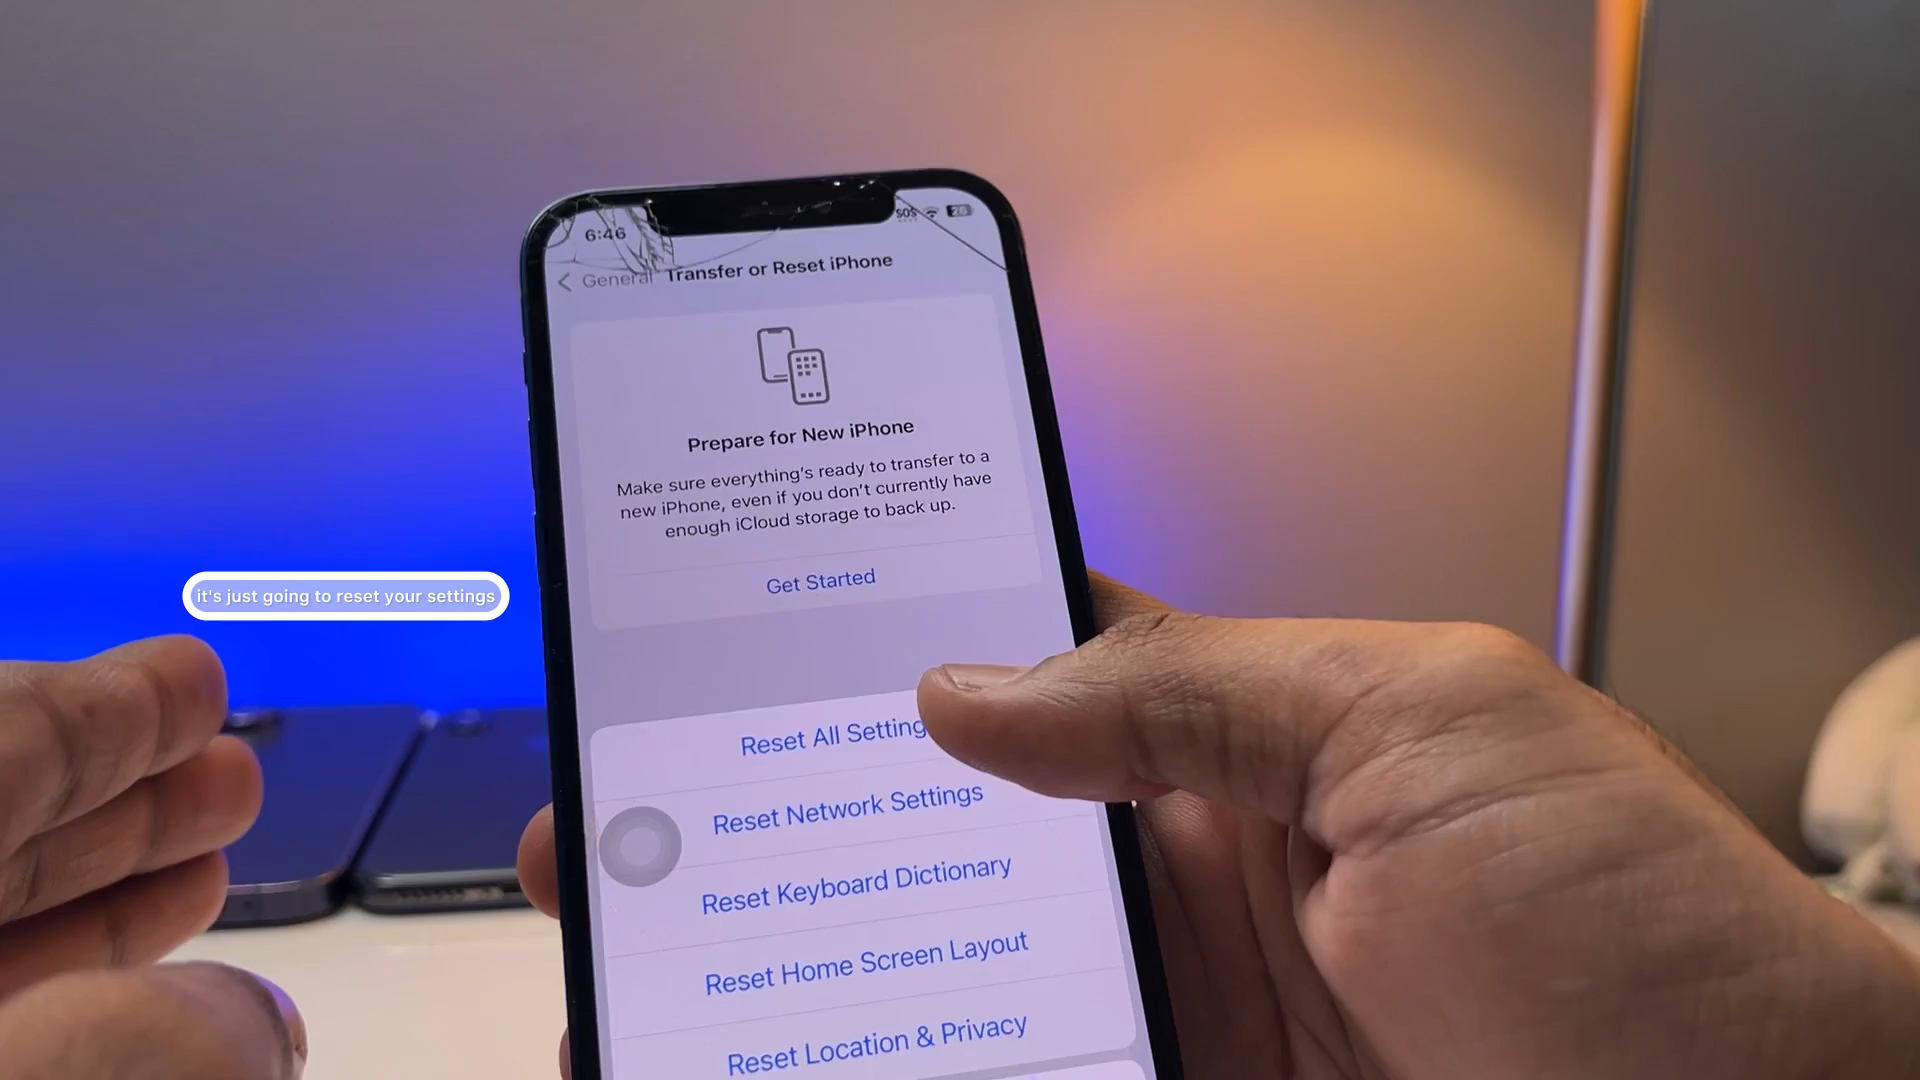 6:46
SOS
20
General
Transfer or Reset iPhone
Prepare for New iPhone
Make sure everything's ready to transfer to a
new iPhone, even if you don't currently have
enough iCloud storage to back up.
Get Started
it's just going to reset your settings
Reset All Setting
Reset Network Settings
Reset Keyboard Dictionary
Reset Home Screen Layout
Reset Location & Privacy